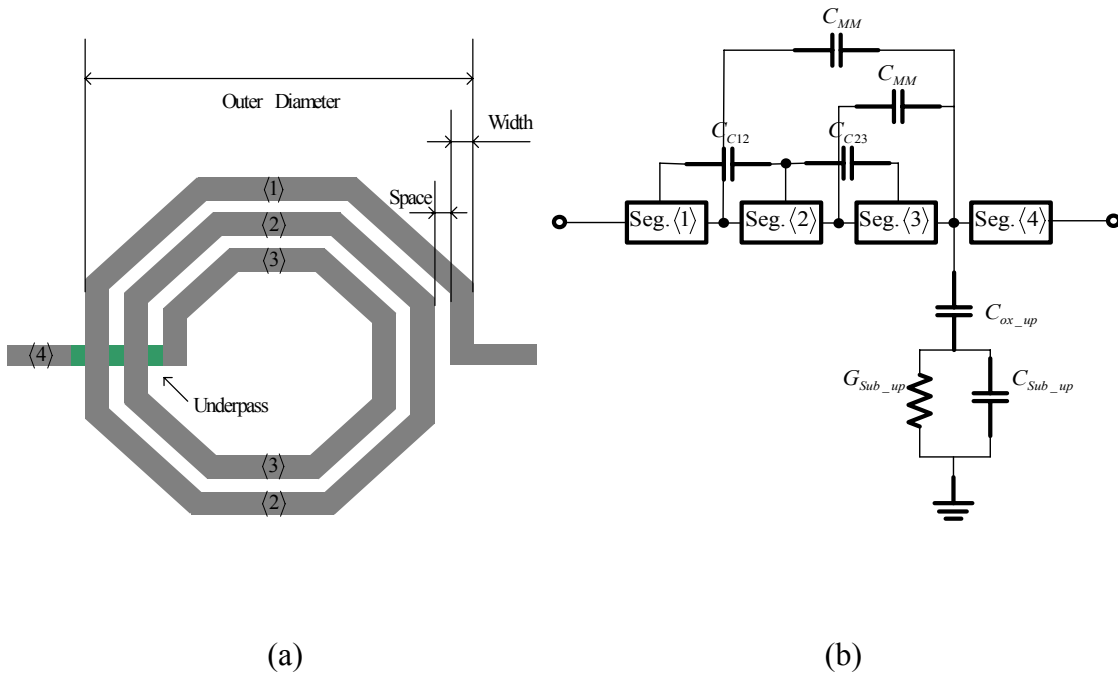 Outer Diameter
Width
Space
⟨1⟩
⟨2⟩
⟨3⟩
⟨4⟩
Underpass
⟨3⟩
⟨2⟩
(a)
C_MM
C_MM
C_C12
C_C23
Seg. ⟨1⟩
Seg. ⟨2⟩
Seg. ⟨3⟩
Seg. ⟨4⟩
C_ox_up
G_Sub_up
C_Sub_up
(b)